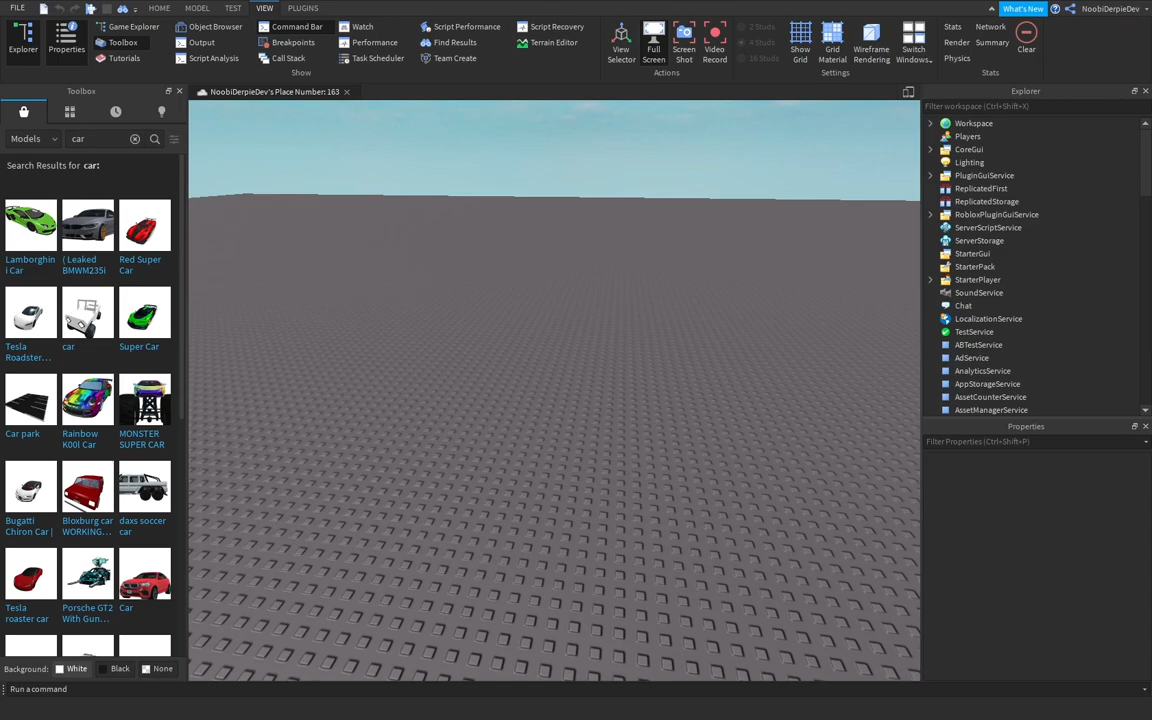 FILE
HOME
MODEL
TEST
VIEW
PLUGINS
What's New
NoobiDerpieDev
Explorer
Properties
Game Explorer
Toolbox
Tutorials
Object Browser
Output
Script Analysis
Command Bar
Breakpoints
Call Stack
Watch
Performance
Task Scheduler
Script Performance
Find Results
Team Create
Script Recovery
Terrain Editor
Show
View
Selector
Full
Screen
Screen
Shot
Video
Record
Actions
2 Studs
4 Studs
16 Studs
Show
Grid
Grid
Material
Wireframe
Rendering
Switch
Windows
Settings
Stats
Render
Physics
Network
Summary
Clear
Stats
Toolbox
Models
car
Search Results for car:
Lamborghin
i Car
( Leaked
BMWM235i
Red Super
Car
Tesla
Roadster...
car
Super Car
Car park
Rainbow
K00l Car
MONSTER
SUPER CAR
Bugatti
Chiron Car |
Bloxburg car
WORKING...
daxs soccer
car
Tesla
roaster car
Porsche GT2
With Gun...
Car
Background:
White
Black
None
NoobiDerpieDev's Place Number: 163
Explorer
Filter workspace (Ctrl+Shift+X)
Workspace
Players
CoreGui
Lighting
PluginGuiService
ReplicatedFirst
ReplicatedStorage
RobloxPluginGuiService
ServerScriptService
ServerStorage
StarterGui
StarterPack
StarterPlayer
SoundService
Chat
LocalizationService
TestService
ABTestService
AdService
AnalyticsService
AppStorageService
AssetCounterService
AssetManagerService
Properties
Filter Properties (Ctrl+Shift+P)
Run a command